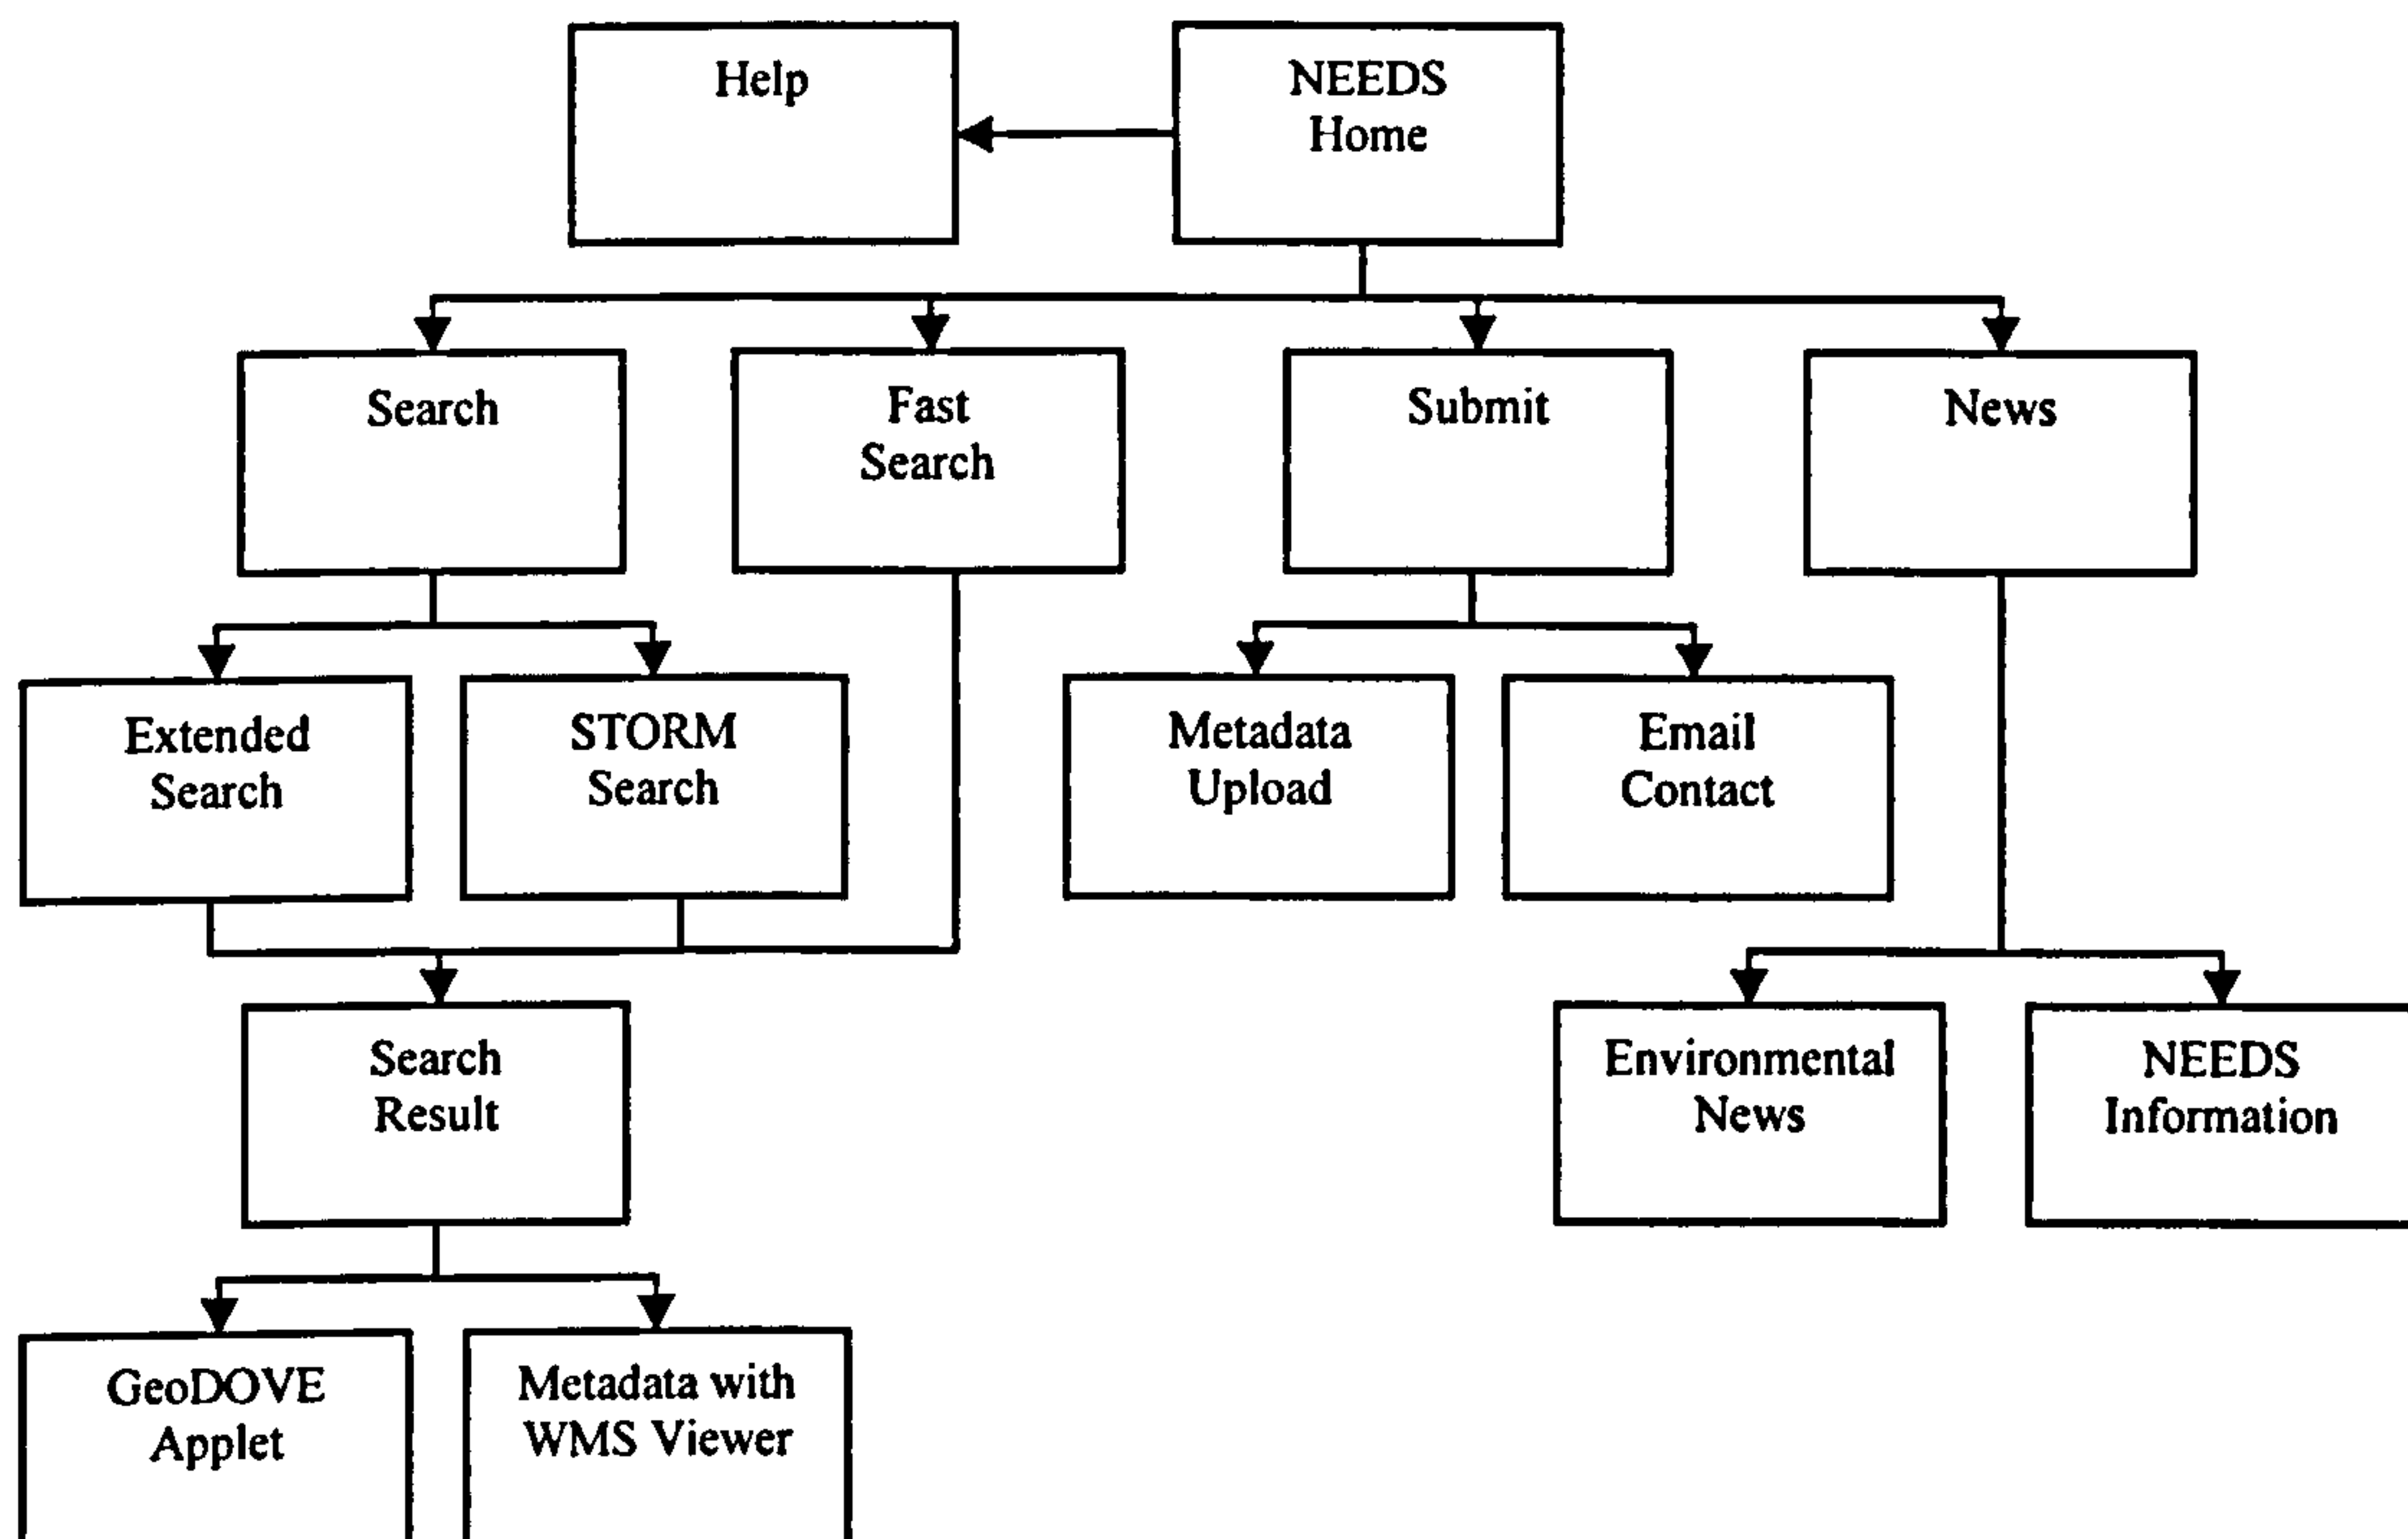 Help
NEEDS
Home
Search
Fast
Search
Submit
News
Extended
Search
STORM
Search
Metadata
Upload
Email
Contact
Search
Result
Environmental
News
NEEDS
Information
GeoDOVE
Applet
Metadata with
WMS Viewer